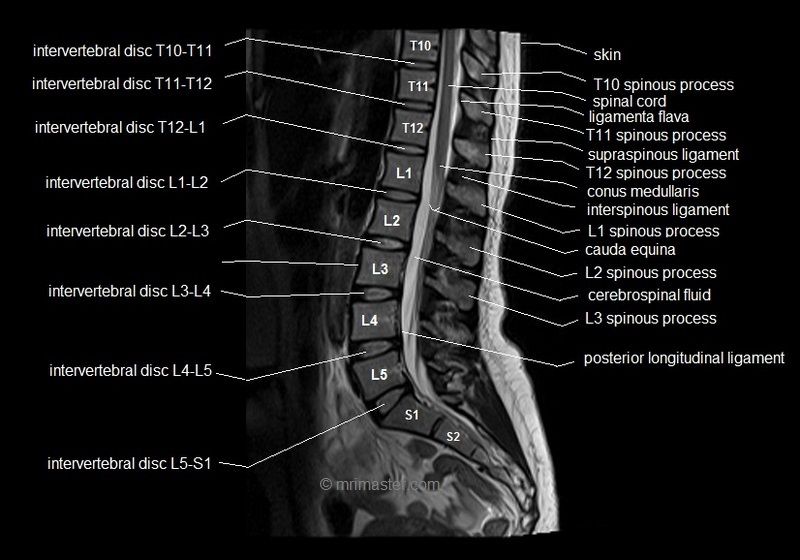 intervertebral disc T10-T11
intervertebral disc T11-T12
intervertebral disc T12-L1
intervertebral disc L1-L2
intervertebral disc L2-L3
intervertebral disc L3-L4
intervertebral disc L4-L5
intervertebral disc L5-S1
T10
T11
T12
L1
L2
L3
L4
L5
S1
S2
skin
T10 spinous process
spinal cord
ligamenta flava
T11 spinous process
supraspinous ligament
T12 spinous process
conus medullaris
interspinous ligament
L1 spinous process
cauda equina
L2 spinous process
cerebrospinal fluid
L3 spinous process
posterior longitudinal ligament
© mrimaster.com